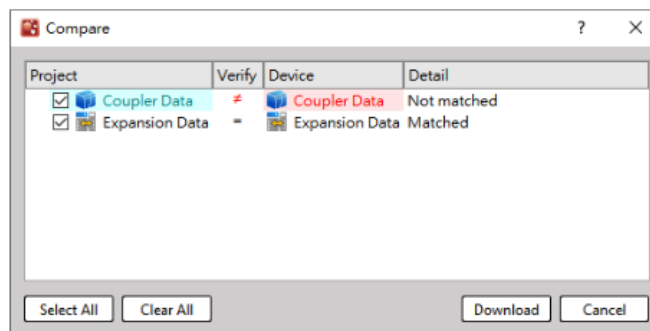 Compare ? ×
Project Verify Device Detail
Coupler Data ≠ Coupler Data Not matched
Expansion Data = Expansion Data Matched
Select All Clear All Download Cancel